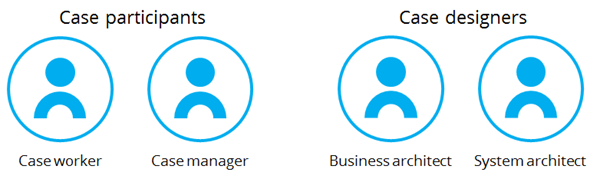 Case participants
Case designers
Case worker
Case manager
Business architect
System architect